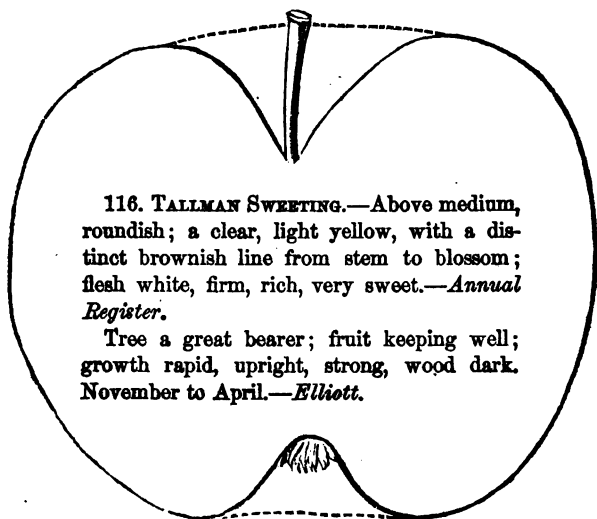 116. TALLMAN SWEETING.—Above medium,
roundish; a clear, light yellow, with a dis-
tinct brownish line from stem to blossom;
flesh white, firm, rich, very sweet.—Annual
Register.
Tree a great bearer; fruit keeping well;
growth rapid, upright, strong, wood dark.
November to April.—Elliott.